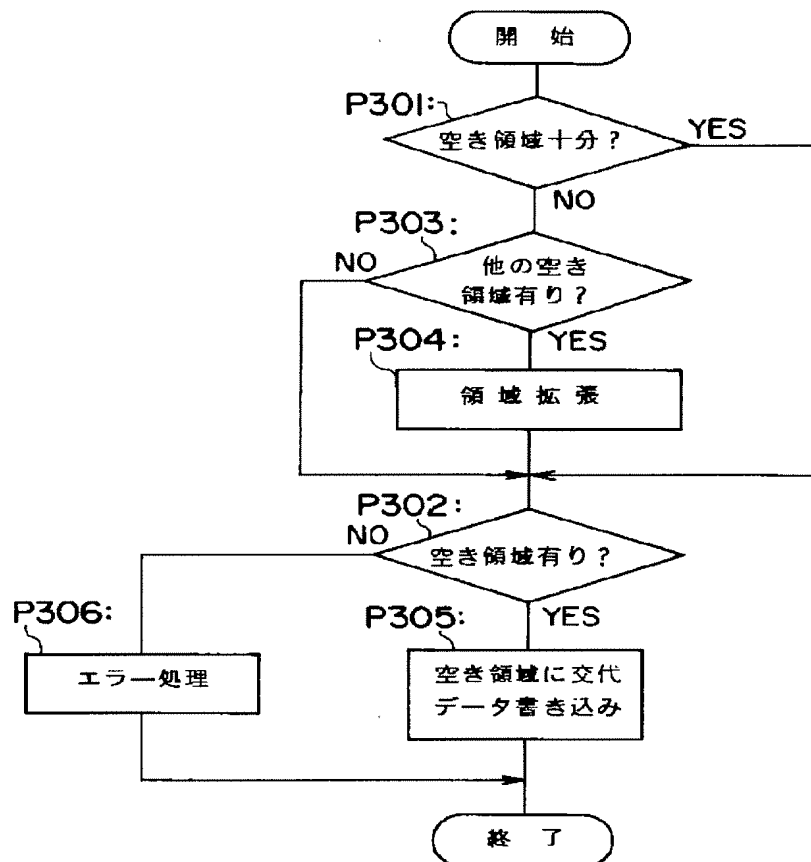 開 始
P301:
空き領域十分?
YES
NO
P303:
NO
他の空き
領域有り?
P304:
YES
領 域 拡 張
P302:
NO
空き領域有り?
P306:
P305:
YES
エラー処理
空き領域に交代
データ書き込み
終 了